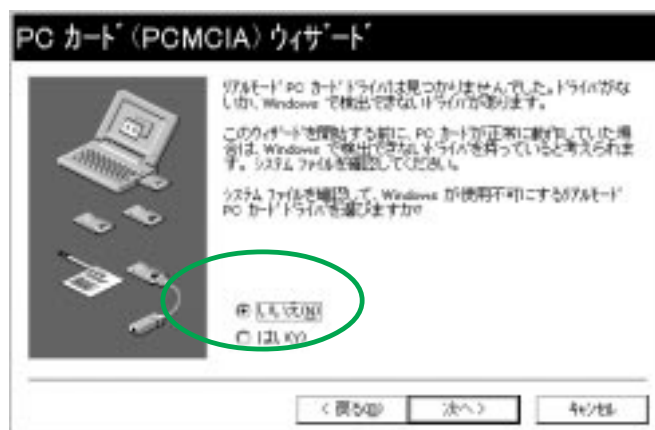 PC ｶｰﾄﾞ (PCMCIA) ｳｨｻﾞｰﾄﾞ
ﾘｱﾙﾓｰﾄﾞ PC ｶｰﾄﾞ ﾄﾞﾗｲﾊﾞは見つかりませんでした。ﾄﾞﾗｲﾊﾞがな
いか、Windows で検出できないﾄﾞﾗｲﾊﾞがあります。
このｳｨｻﾞｰﾄﾞを開始する前に、PC ｶｰﾄﾞが正常に動作していた場
合は、Windows で検出できないﾄﾞﾗｲﾊﾞを持っていると考えられま
す。ｼｽﾃﾑ ﾌｧｲﾙを確認してください。
ｼｽﾃﾑ ﾌｧｲﾙを確認して、Windows が使用不可にするﾘｱﾙﾓｰﾄﾞ
PC ｶｰﾄﾞ ﾄﾞﾗｲﾊﾞを選びますか?
いいえ(N)
はい(Y)
< 戻る(B)
次へ >
ｷｬﾝｾﾙ